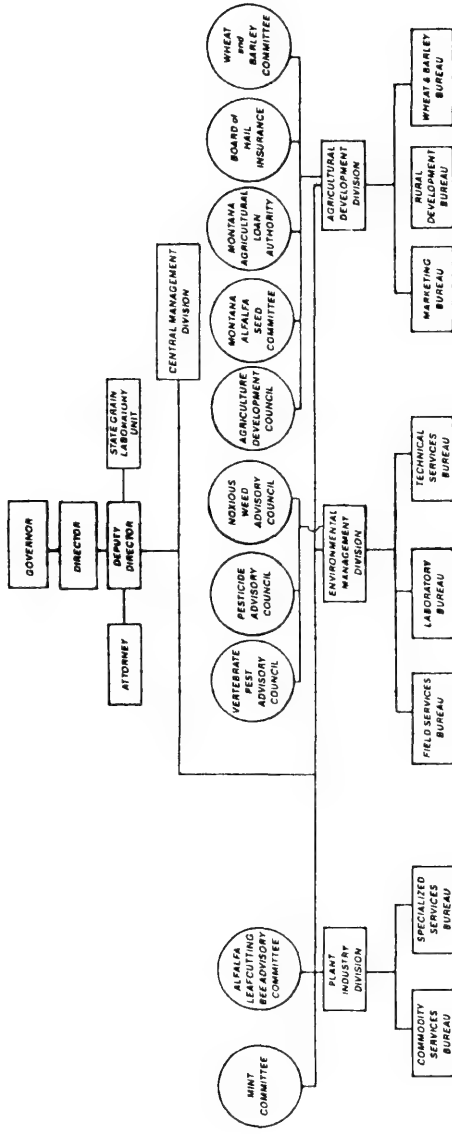 GOVERNOR
DIRECTOR
DEPUTY
DIRECTOR
ATTORNEY
STATE GRAIN
LABORATORY
UNIT
CENTRAL MANAGEMENT
DIVISION
MINT
COMMITTEE
ALFALFA
LEAFCUTTING
BEE ADVISORY
COMMITTEE
VERTEBRATE
PEST
ADVISORY
COUNCIL
PESTICIDE
ADVISORY
COUNCIL
NOXIOUS
WEED
ADVISORY
COUNCIL
AGRICULTURE
DEVELOPMENT
COUNCIL
MONTANA
ALFALFA
SEED
COMMITTEE
MONTANA
AGRICULTURAL
LOAN
AUTHORITY
BOARD of
HAIL
INSURANCE
WHEAT
and
BARLEY
COMMITTEE
PLANT
INDUSTRY
DIVISION
ENVIRONMENTAL
MANAGEMENT
DIVISION
AGRICULTURAL
DEVELOPMENT
DIVISION
COMMODITY
SERVICES
BUREAU
SPECIALIZED
SERVICES
BUREAU
FIELD SERVICES
BUREAU
LABORATORY
BUREAU
TECHNICAL
SERVICES
BUREAU
MARKETING
BUREAU
RURAL
DEVELOPMENT
BUREAU
WHEAT & BARLEY
BUREAU